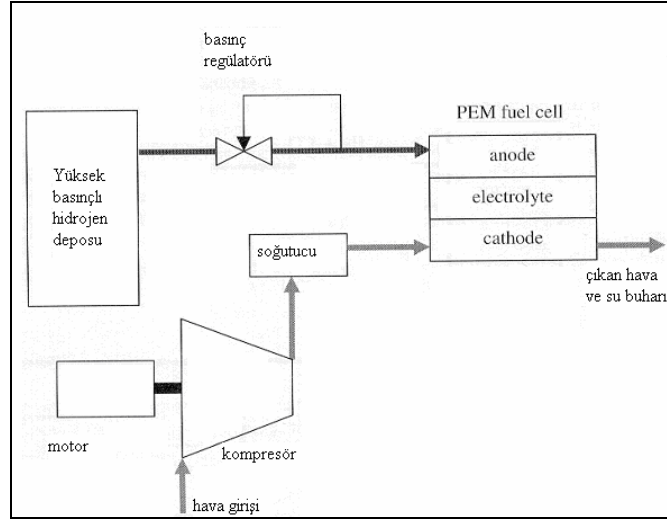 basınç
regülatörü
PEM fuel cell
anode
electrolyte
cathode
Yüksek
basınçlı
hidrojen
deposu
soğutucu
çıkan hava
ve su buharı
motor
kompresör
hava girişi